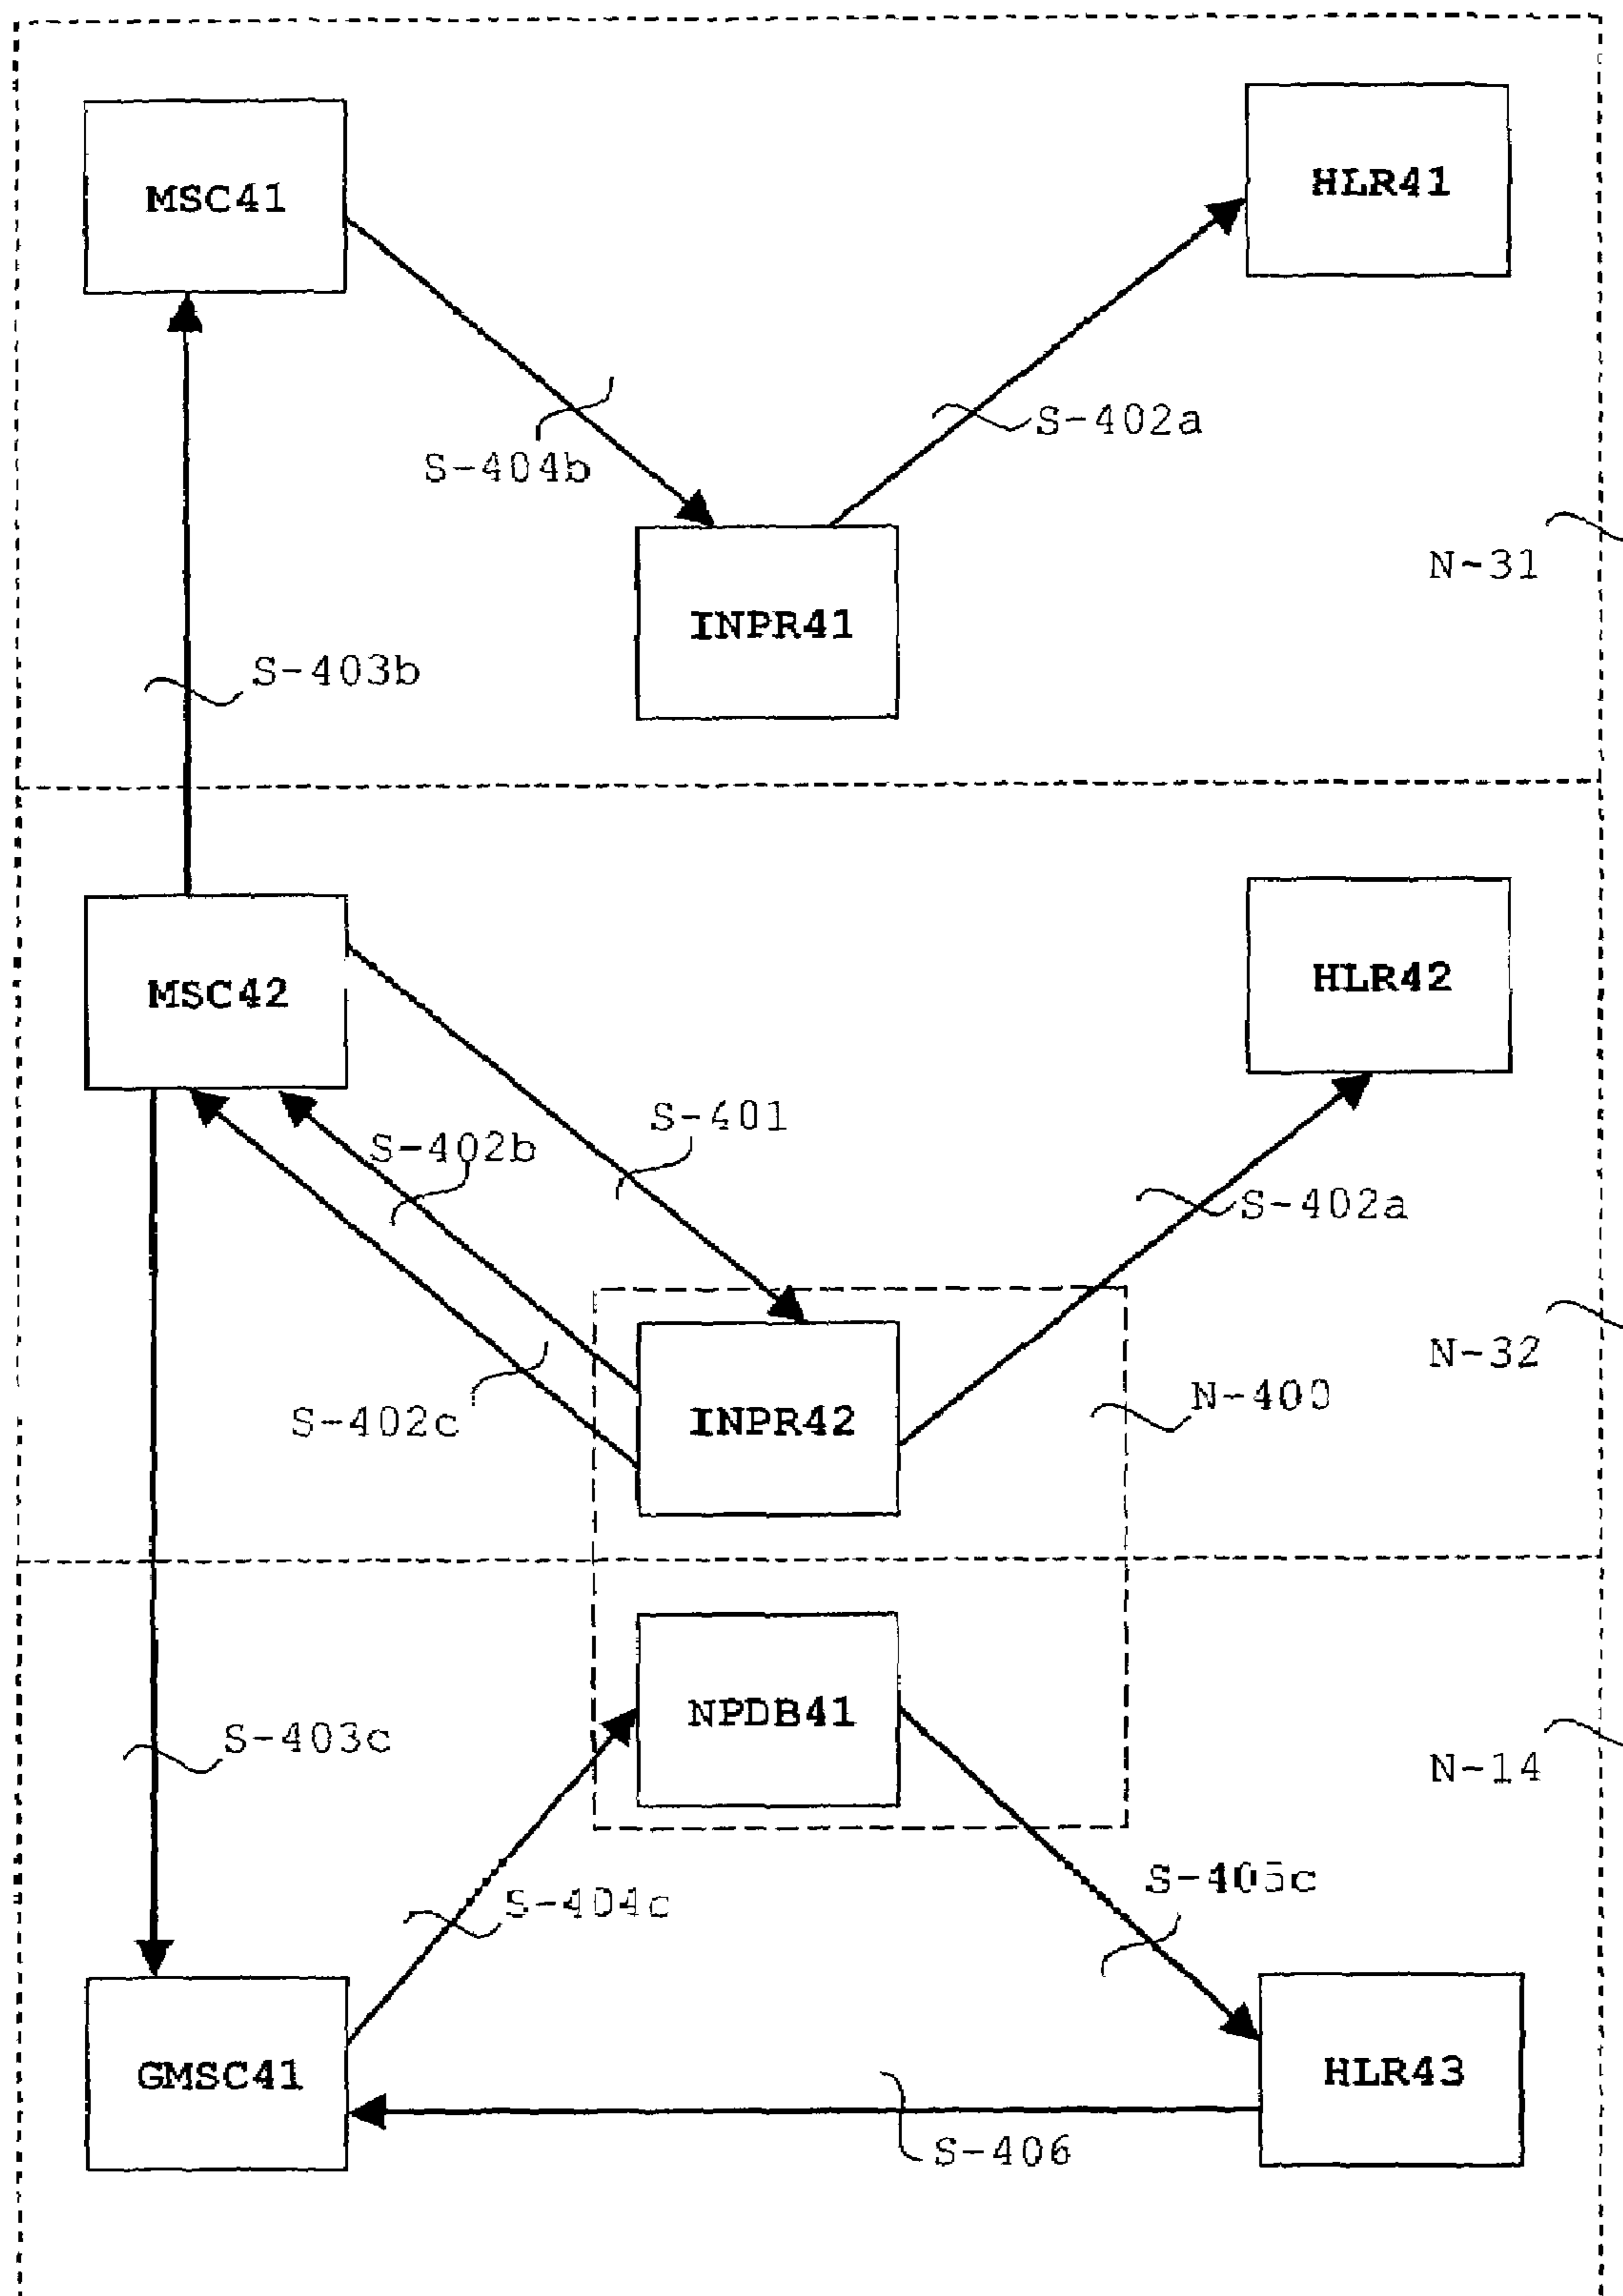 MSC41
HLR41
S-402a
S-404b
N-31
INPR41
S-403b
MSC42
HLR42
S-401
S-402b
S-402a
N-32
N-400
S-402c
INPR42
NPDB41
S-403c
N-14
S-405c
S-404c
GMSC41
HLR43
S-406